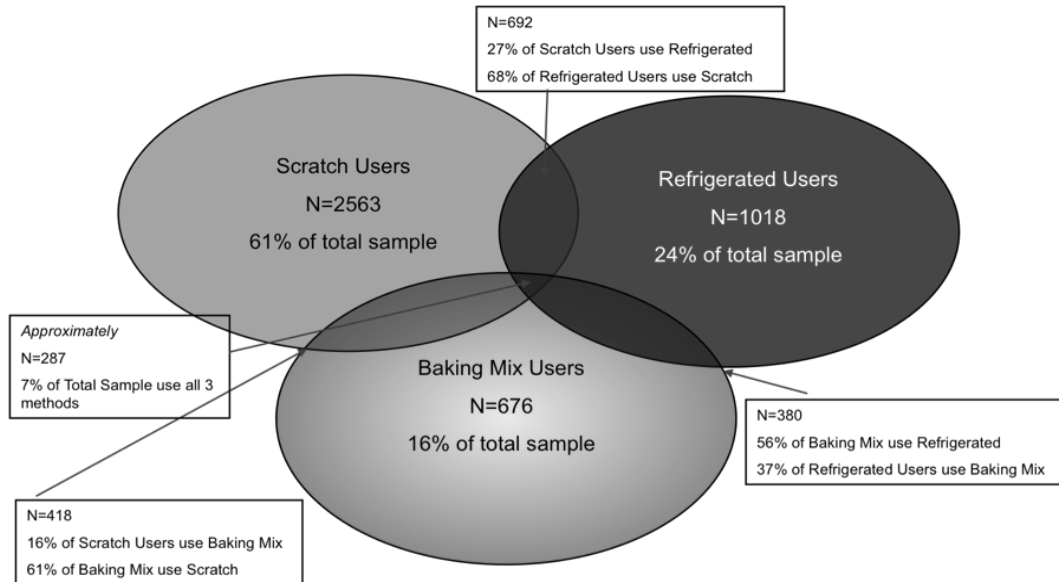 N=692
27% of Scratch Users use Refrigerated
68% of Refrigerated Users use Scratch
Scratch Users
N=2563
61% of total sample
Refrigerated Users
N=1018
24% of total sample
Approximately
N=287
7% of Total Sample use all 3
methods
Baking Mix Users
N=676
16% of total sample
N=380
56% of Baking Mix use Refrigerated
37% of Refrigerated Users use Baking Mix
N=418
16% of Scratch Users use Baking Mix
61% of Baking Mix use Scratch